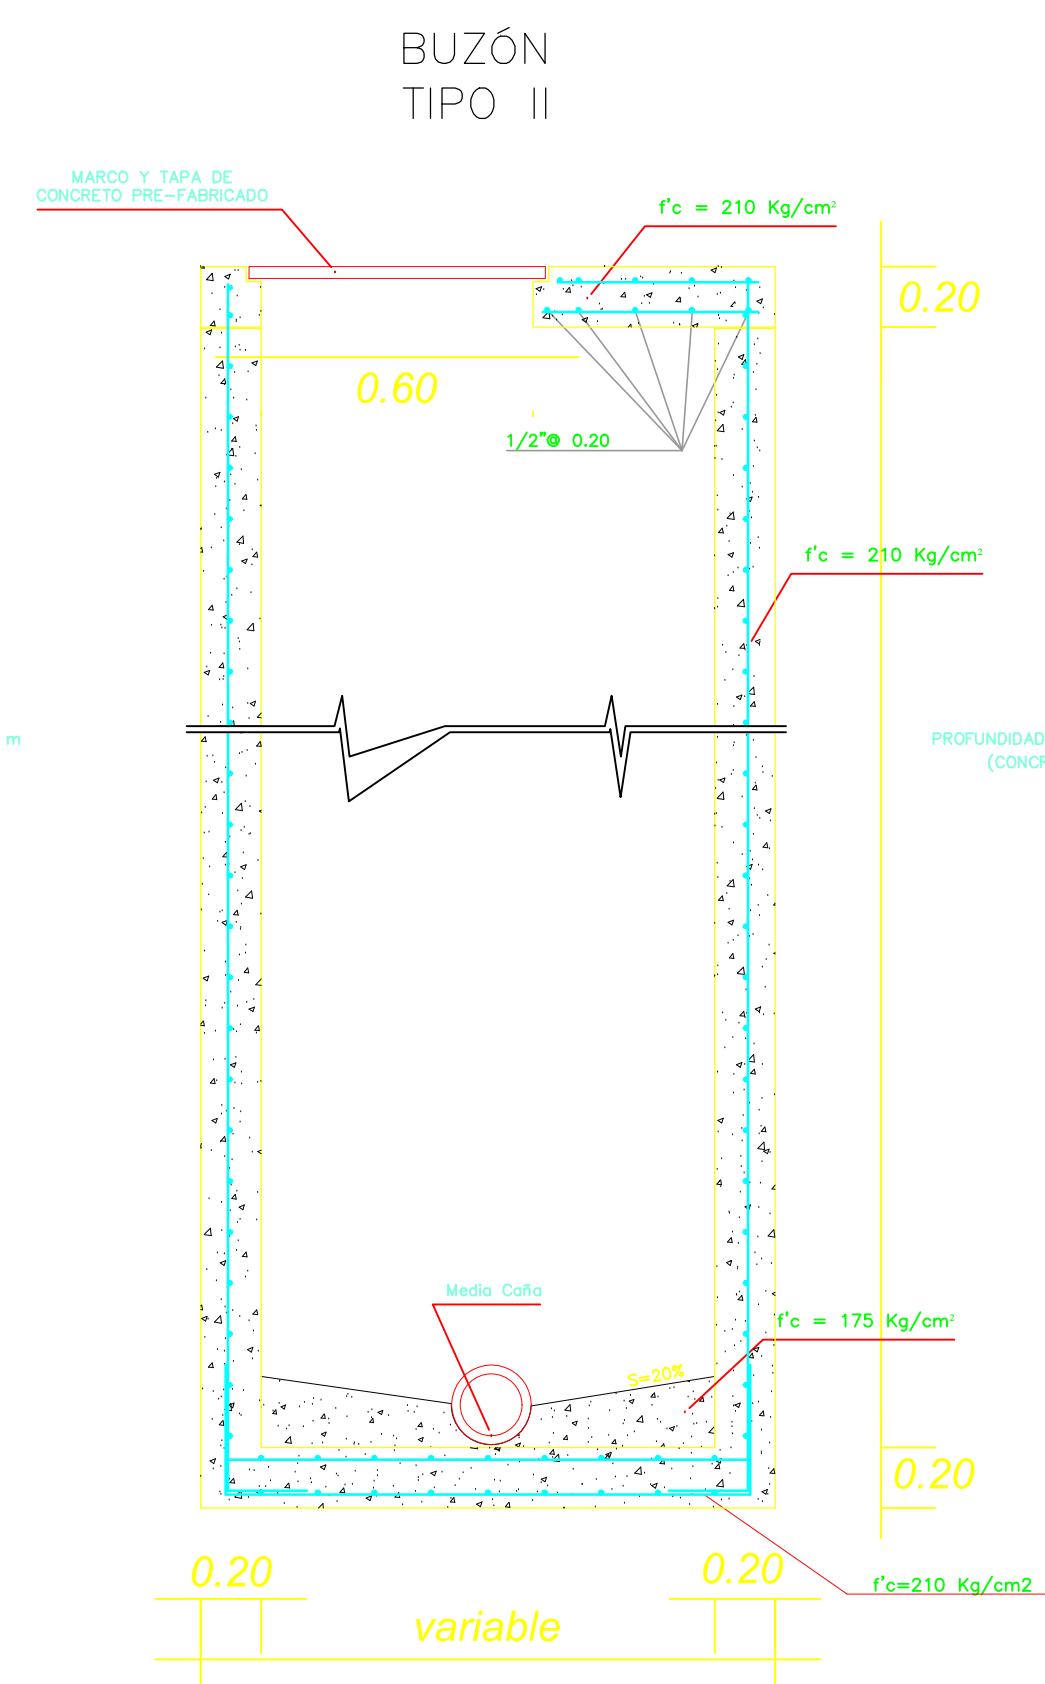 BUZÓN
TIPO II
MARCO Y TAPA DE
CONCRETO PRE-FABRICADO
f'c = 210 Kg/cm²
0.20
0.60
1/2"@ 0.20
f'c = 210 Kg/cm²
m
PROFUNDIDAD
(CONCR
Media Caña
f'c = 175 Kg/cm²
S=20%
0.20
0.20
0.20
f'c=210 Kg/cm2
variable